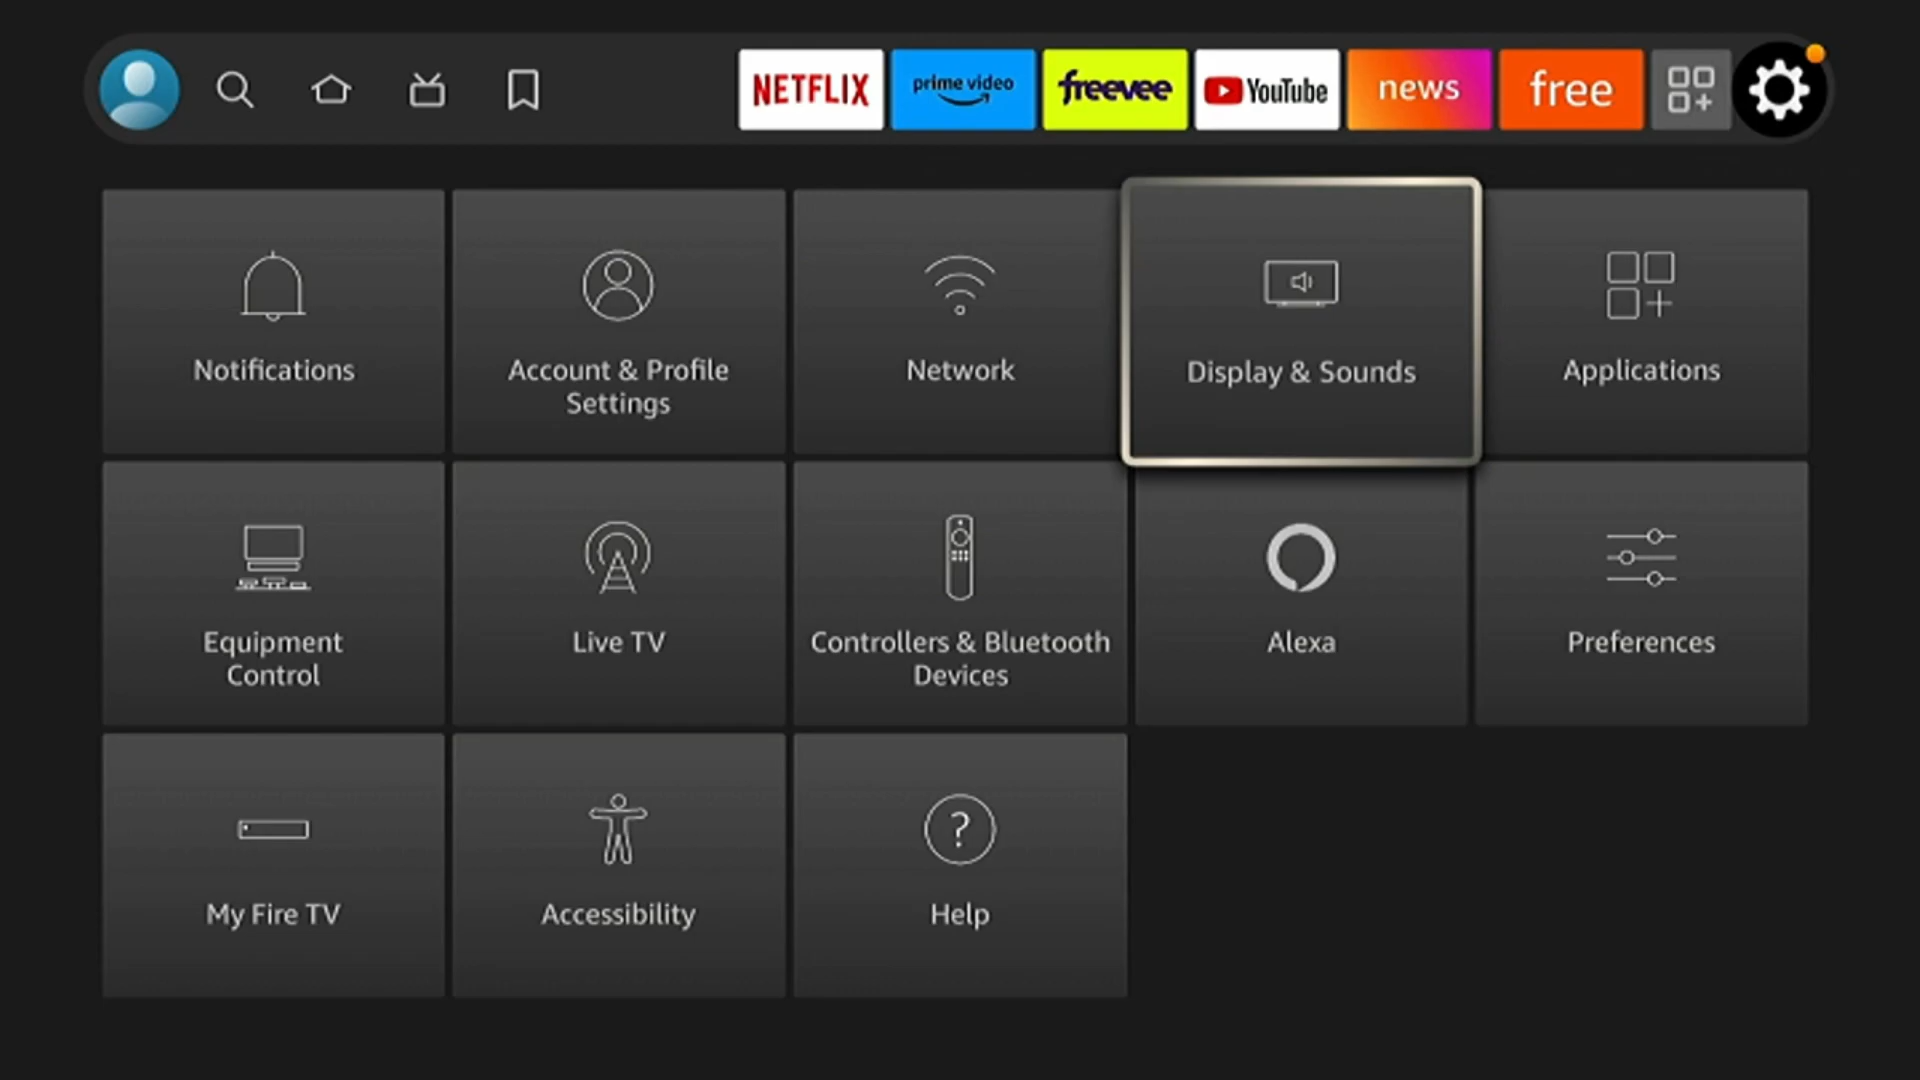 NETFLIX
prime video
freevee
YouTube
news
free
Notifications
Account & Profile
Settings
Network
Display & Sounds
Applications
Equipment
Control
Live TV
Controllers & Bluetooth
Devices
Alexa
Preferences
My Fire TV
Accessibility
?
Help